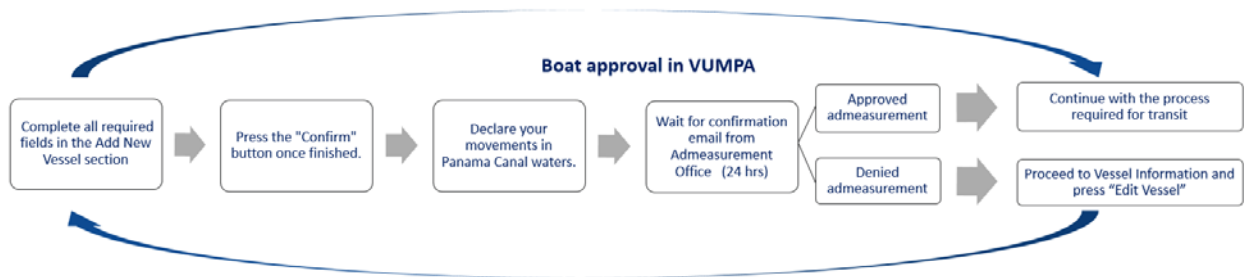 Boat approval in VUMPA
Complete all required
fields in the Add New
Vessel section
Press the "Confirm"
button once finished.
Declare your
movements in
Panama Canal waters.
Wait for confirmation
email from
Admeasurement
Office (24 hrs)
Approved
admeasurement
Continue with the process
required for transit
Denied
admeasurement
Proceed to Vessel Information and
press “Edit Vessel”